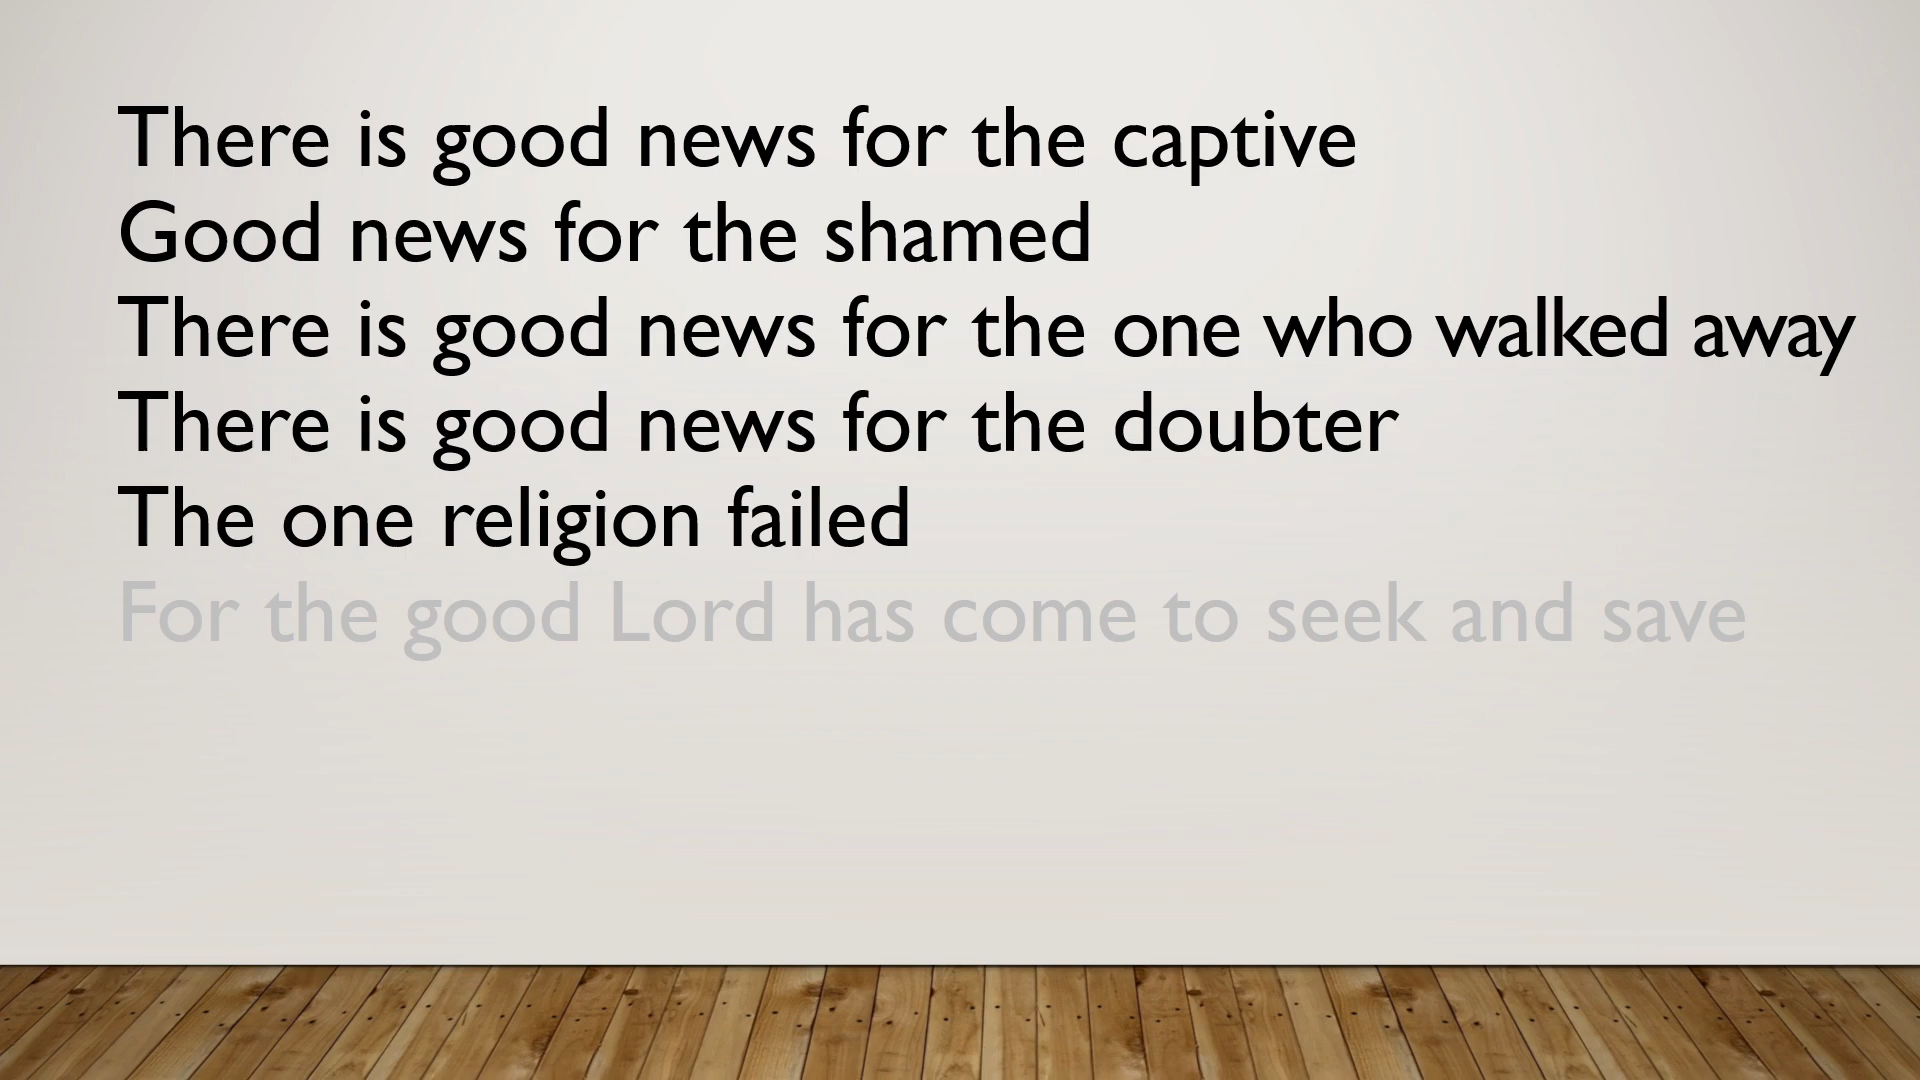 There is good news for the captive
Good news for the shamed
There is good news for the one who walked away
There is good news for the doubter
The one religion failed
For the good Lord has come to seek and save